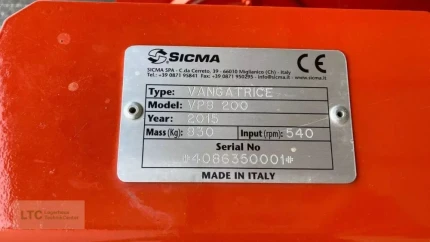 SICMA
CE
SICMA SPA - C.da Cerreto, 39 - 66010 Miglianico (Ch) - Italy
Tel.:+39 0871 95841 Fax:+39 0871 950295 - info@sicma.it - www.sicma.it
Type: VANGATRICE
Model: VP8 200
Year: 2015
Mass(Kg): 830 Input(rpm): 540
Serial No
*4086350001*
MADE IN ITALY
LTC